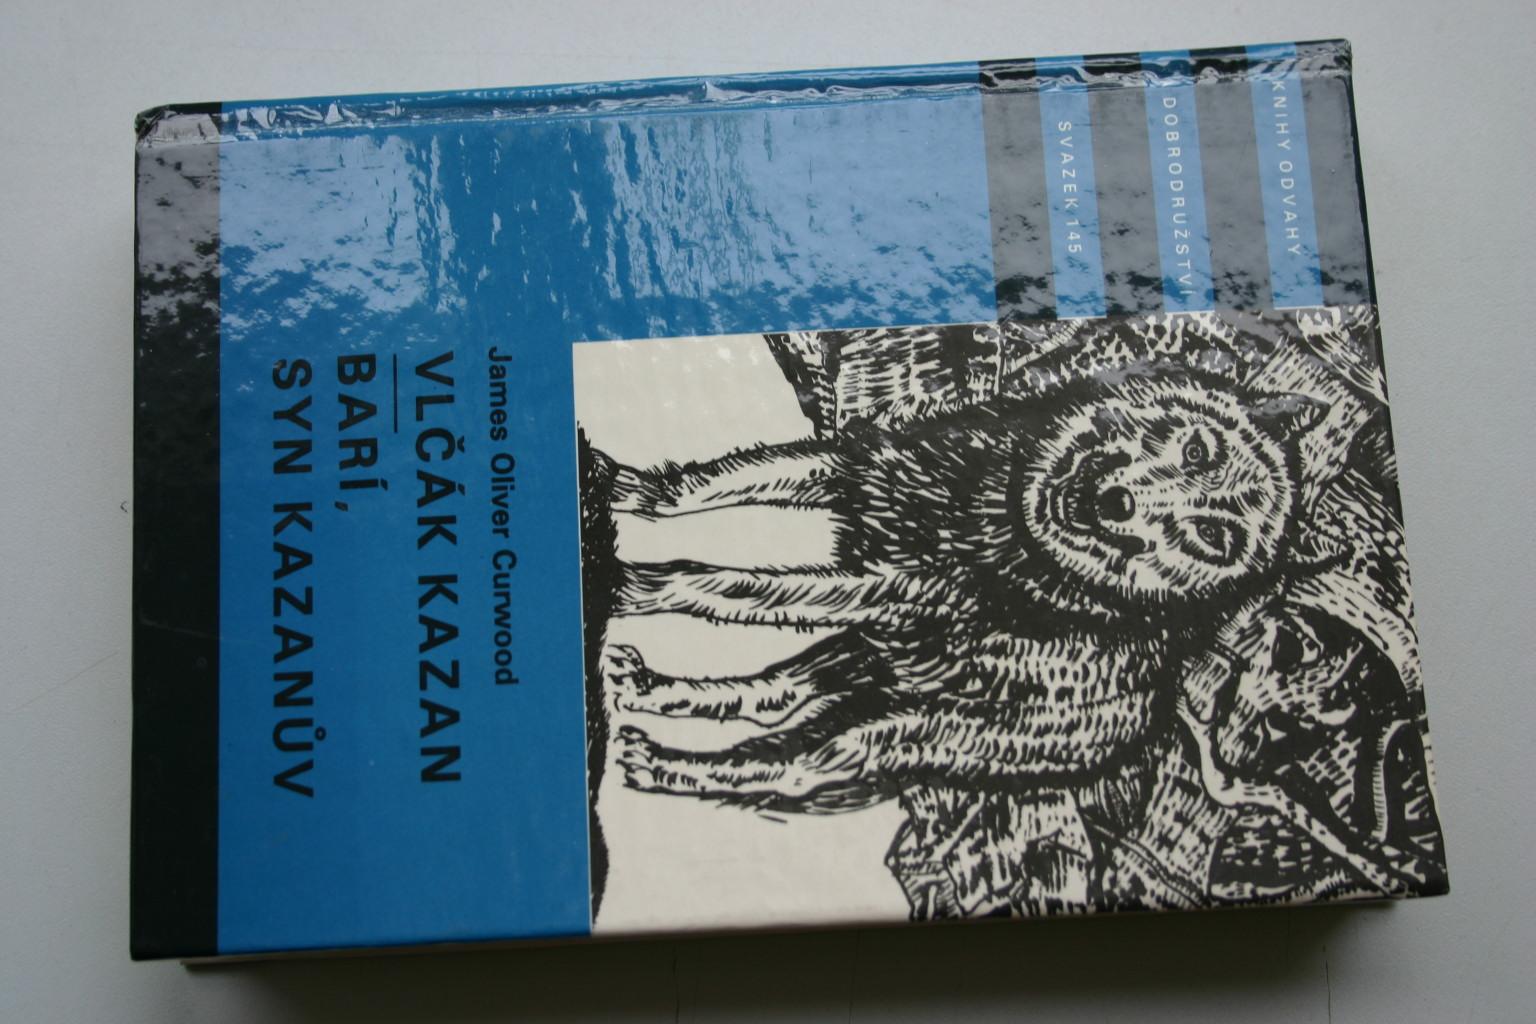 KNIHY ODVAHY
A DOBRODRUŽSTVÍ
SVAZEK 145
James Oliver Curwood
VLČÁK KAZAN
BARÍ,
SYN KAZANŮV